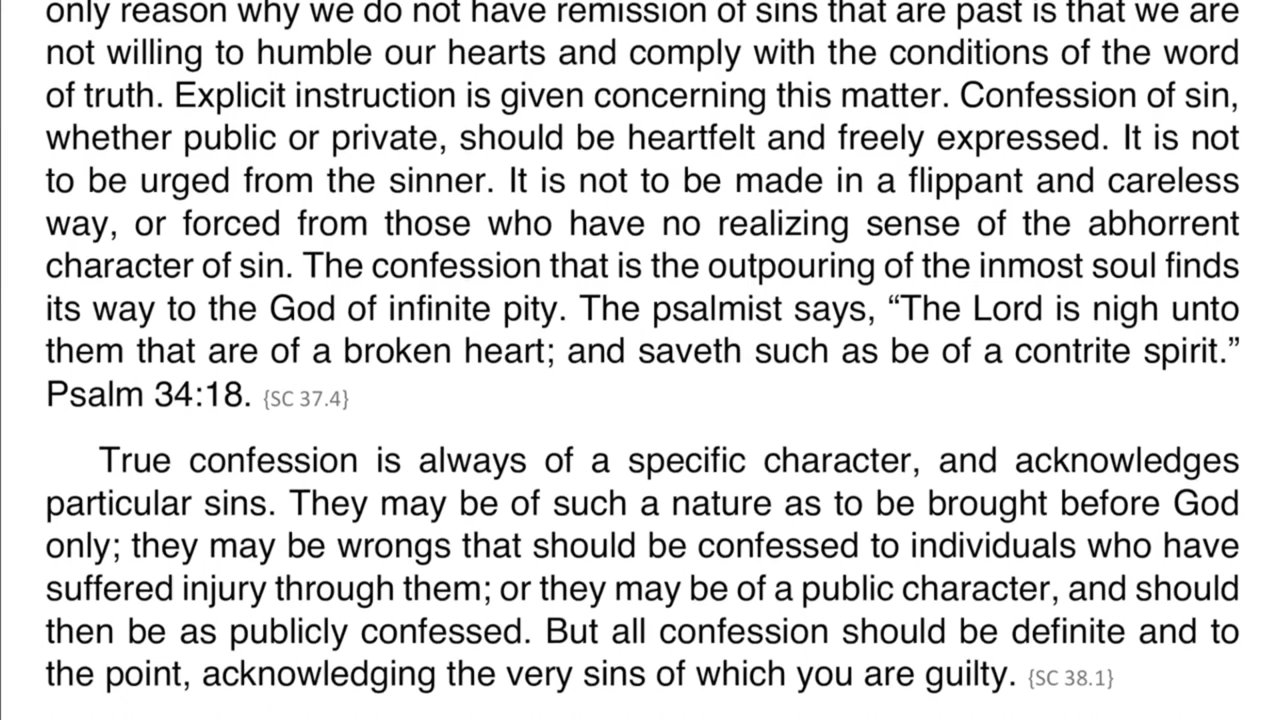 only reason why we do not have remission of sins that are past is that we are
not willing to humble our hearts and comply with the conditions of the word
of truth. Explicit instruction is given concerning this matter. Confession of sin,
whether public or private, should be heartfelt and freely expressed. It is not
to be urged from the sinner. It is not to be made in a flippant and careless
way, or forced from those who have no realizing sense of the abhorrent
character of sin. The confession that is the outpouring of the inmost soul finds
its way to the God of infinite pity. The psalmist says, “The Lord is nigh unto
them that are of a broken heart; and saveth such as be of a contrite spirit.”
Psalm 34:18. {SC 37.4}
True confession is always of a specific character, and acknowledges
particular sins. They may be of such a nature as to be brought before God
only; they may be wrongs that should be confessed to individuals who have
suffered injury through them; or they may be of a public character, and should
then be as publicly confessed. But all confession should be definite and to
the point, acknowledging the very sins of which you are guilty. {SC 38.1}